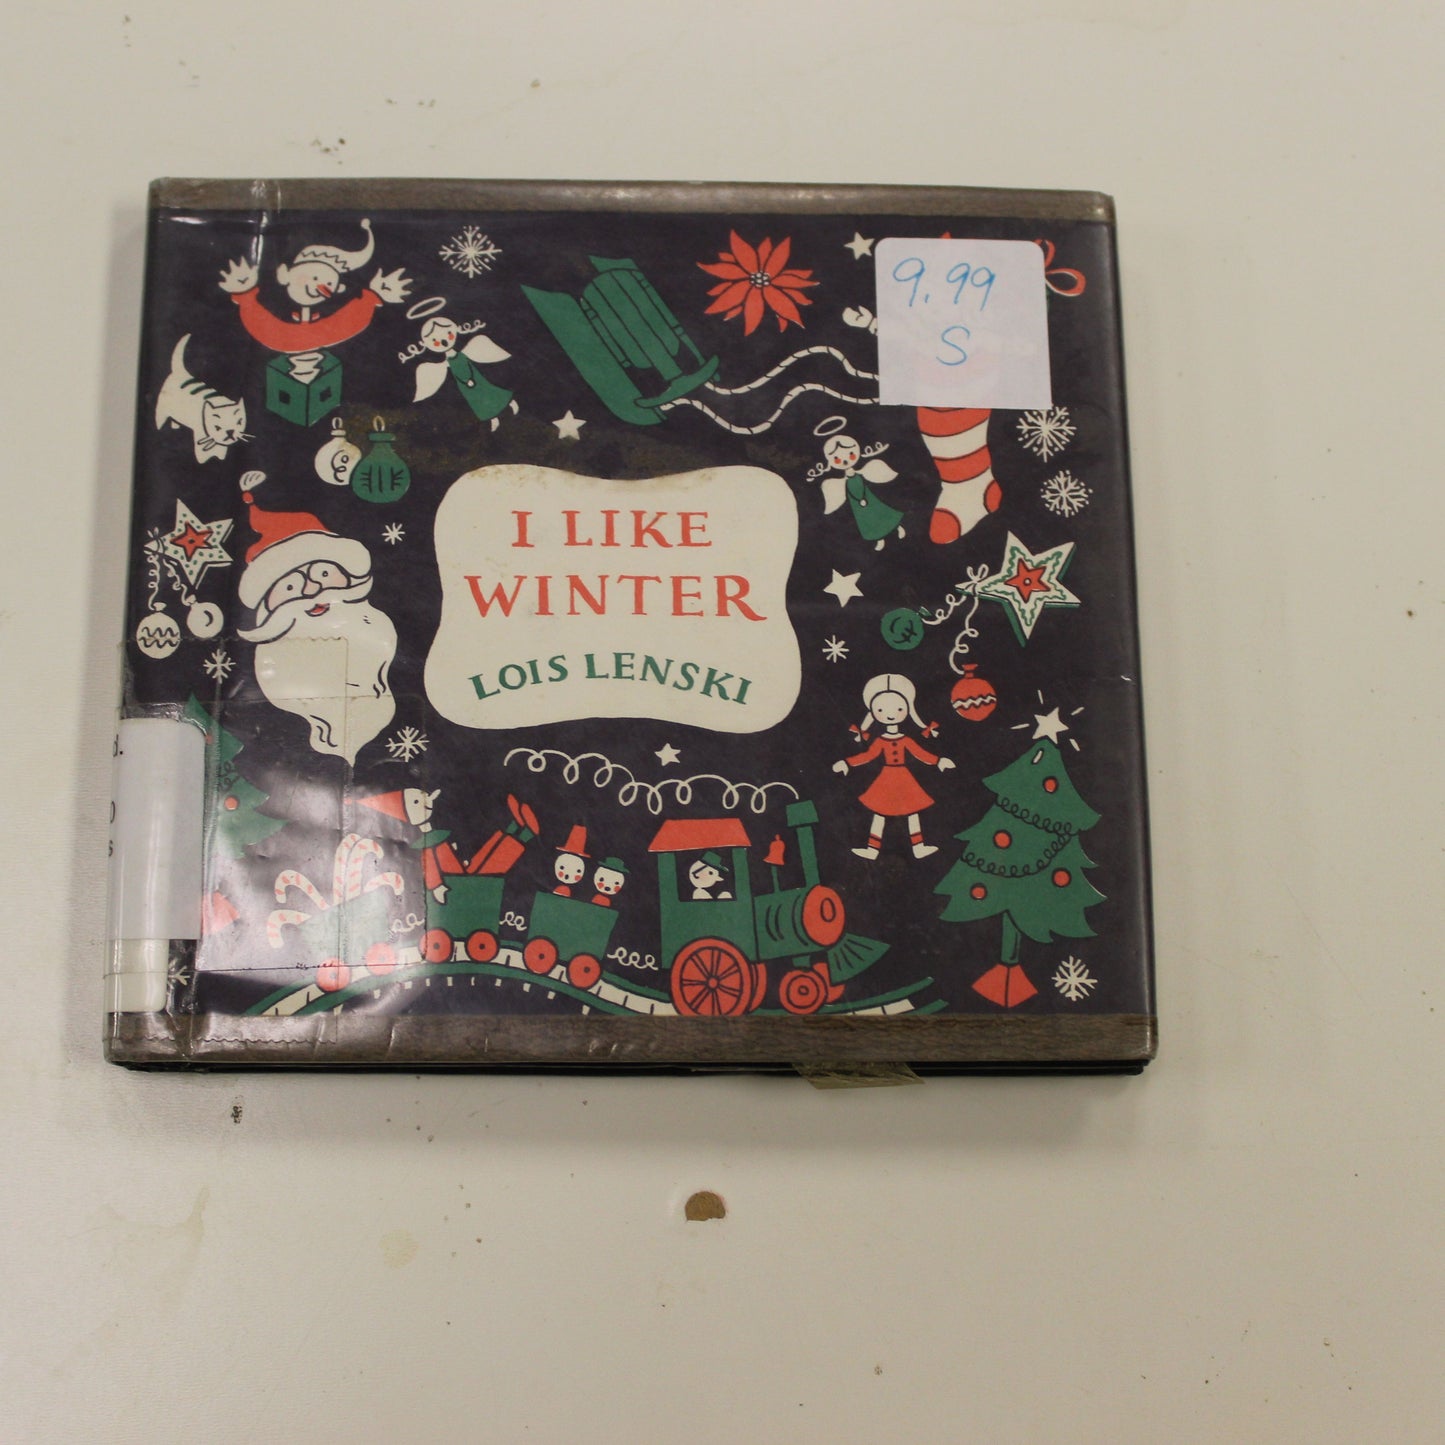 9.99
S
I LIKE
WINTER
LOIS LENSKI
d.